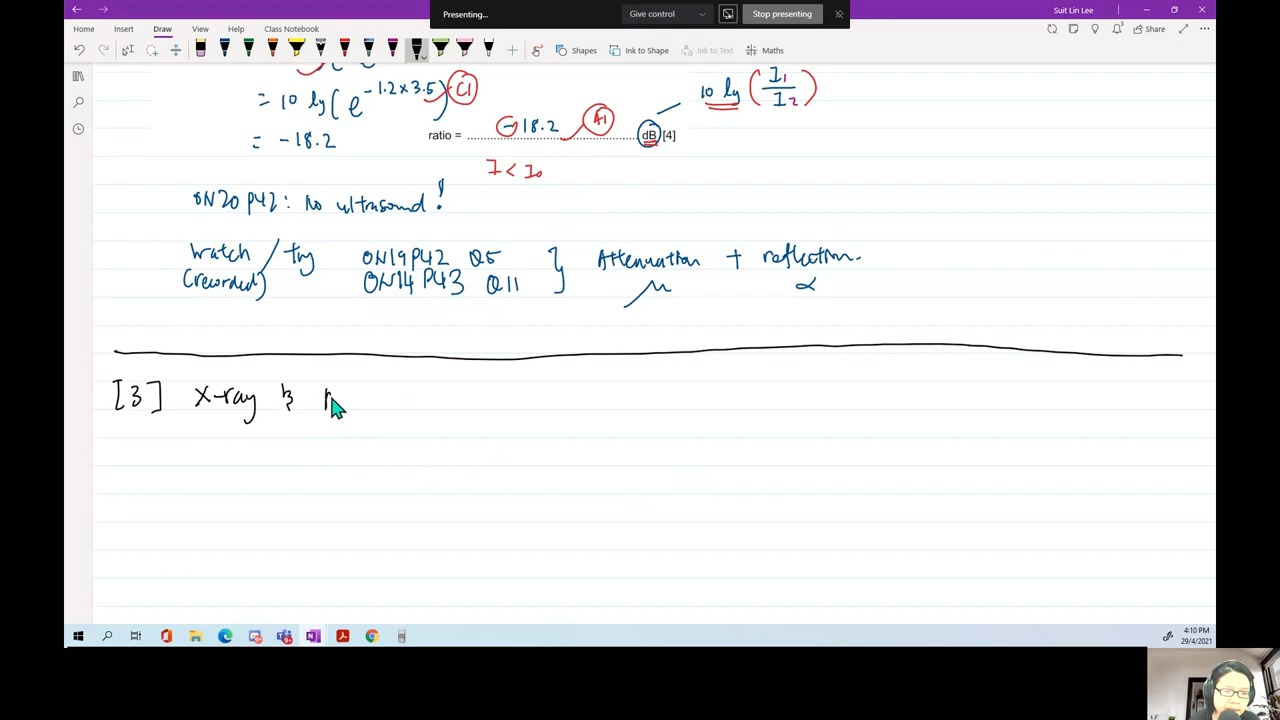 Presenting...
Give control
Stop presenting
Suit Lin Lee
Home Insert Draw View Help Class Notebook
Share
Shapes Ink to Shape Ink to Text Maths
= 10 lg ( e^-1.2 x 3.5 ) C1
10 lg ( I1 / I2 )
= -18.2
ratio = -18.2 A1 dB [4]
I < I0
ON20 P42 : No ultrasound !
Watch / try ON19 P42 Q5 } Attenuation + reflection.
(recorded) ON14 P43 Q11 μ α
[3] X-ray &
4:10 PM
29/4/2021